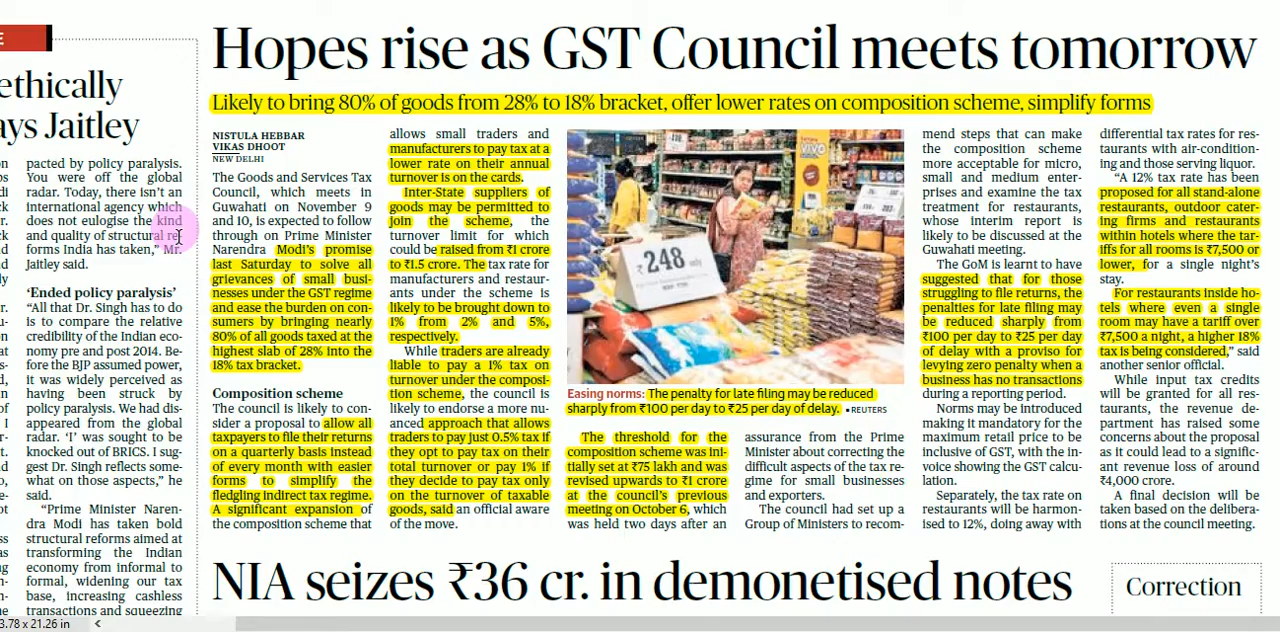 E
ethically
ays Jaitley
pacted by policy paralysis.
You were off the global
radar. Today, there isn't an
international agency which
does not eulogise the kind
and quality of structural re
forms India has taken," Mr.
Jaitley said.
'Ended policy paralysis'
"All that Dr. Singh has to do
is to compare the relative
credibility of the Indian eco-
nomy pre and post 2014. Be-
fore the BJP assumed power,
it was widely perceived as
having been struck by
policy paralysis. We had dis-
appeared from the global
radar. 'I' was sought to be
knocked out of BRICS. I sug-
gest Dr. Singh reflects some-
what on those aspects," he
said.
"Prime Minister Naren-
dra Modi has taken bold
structural reforms aimed at
transforming the Indian
economy from informal to
formal, widening our tax
base, increasing cashless
transactions and squeezing
Hopes rise as GST Council meets tomorrow
Likely to bring 80% of goods from 28% to 18% bracket, offer lower rates on composition scheme, simplify forms
NISTULA HEBBAR
VIKAS DHOOT
NEW DELHI
The Goods and Services Tax
Council, which meets in
Guwahati on November 9
and 10, is expected to follow
through on Prime Minister
Narendra Modi's promise
last Saturday to solve all
grievances of small busi-
nesses under the GST regime
and ease the burden on con-
sumers by bringing nearly
80% of all goods taxed at the
highest slab of 28% into the
18% tax bracket.
Composition scheme
The council is likely to con-
sider a proposal to allow all
taxpayers to file their returns
on a quarterly basis instead
of every month with easier
forms to simplify the
fledgling indirect tax regime.
A significant expansion of
the composition scheme that
allows small traders and
manufacturers to pay tax at a
lower rate on their annual
turnover is on the cards.
Inter-State suppliers of
goods may be permitted to
join the scheme, the
turnover limit for which
could be raised from ₹1 crore
to ₹1.5 crore. The tax rate for
manufacturers and restaur-
ants under the scheme is
likely to be brought down to
1% from 2% and 5%,
respectively.
While traders are already
liable to pay a 1% tax on
turnover under the composi-
tion scheme, the council is
likely to endorse a more nu-
anced approach that allows
traders to pay just 0.5% tax if
they opt to pay tax on their
total turnover or pay 1% if
they decide to pay tax only
on the turnover of taxable
goods, said an official aware
of the move.
₹248 only
VIVO
Easing norms: The penalty for late filing may be reduced
sharply from ₹100 per day to ₹25 per day of delay. •REUTERS
The threshold for the
composition scheme was ini-
tially set at ₹75 lakh and was
revised upwards to ₹1 crore
at the council's previous
meeting on October 6, which
was held two days after an
assurance from the Prime
Minister about correcting the
difficult aspects of the tax re-
gime for small businesses
and exporters.
The council had set up a
Group of Ministers to recom-
mend steps that can make
the composition scheme
more acceptable for micro,
small and medium enter-
prises and examine the tax
treatment for restaurants,
whose interim report is
likely to be discussed at the
Guwahati meeting.
The GoM is learnt to have
suggested that for those
struggling to file returns, the
penalties for late filing may
be reduced sharply from
₹100 per day to ₹25 per day
of delay with a proviso for
levying zero penalty when a
business has no transactions
during a reporting period.
Norms may be introduced
making it mandatory for the
maximum retail price to be
inclusive of GST, with the in-
voice showing the GST calcu-
lation.
Separately, the tax rate on
restaurants will be harmon-
ised to 12%, doing away with
differential tax rates for res-
taurants with air-condition-
ing and those serving liquor.
"A 12% tax rate has been
proposed for all stand-alone
restaurants, outdoor cater-
ing firms and restaurants
within hotels where the tar-
iffs for all rooms is ₹7,500 or
lower, for a single night's
stay.
For restaurants inside ho-
tels where even a single
room may have a tariff over
₹7,500 a night, a higher 18%
tax is being considered," said
another senior official.
While input tax credits
will be granted for all res-
taurants, the revenue de-
partment has raised some
concerns about the proposal
as it could lead to a signific-
ant revenue loss of around
₹4,000 crore.
A final decision will be
taken based on the delibera-
tions at the council meeting.
NIA seizes ₹36 cr. in demonetised notes
Correction
3.78 x 21.26 in